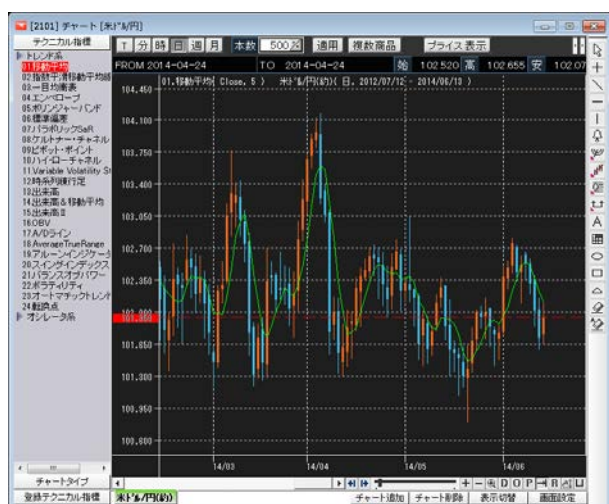 [2101] チャート [米ﾄﾞﾙ/円]
テクニカル指標 T 分 時 日 週 月 本数 500 適用 複数商品 プライス表示
FROM 2014-04-24 TO 2014-04-24 始 102.520 高 102.655 安 102.07
01.移動平均( Close, 5 ) 米ﾄﾞﾙ/円(約)( 日, 2012/07/12 - 2014/06/13 )
トレンド系
01移動平均
02指数平滑移動平均線
03一目均衡表
04エンベロープ
05ボリンジャーバンド
06標準偏差
07パラボリックSaR
08ケルトナー・チャネル
09ピボット・ポイント
10ハイ・ローチャネル
11Variable Volatility St
12時系列練行足
13出来高
14出来高&移動平均
15出来高Ⅱ
16OBV
17A/Dライン
18AverageTrueRange
19アルーンインジケータ
20スイングインデックス
21バランスオブパワー
22ボラティリティ
23オートマチックトレンド
24転換点
オシレータ系
104.450
104.100
103.750
103.400
103.050
102.700
102.350
102.000
101.650
101.300
100.950
100.600
14/03 14/04 14/05 14/06
チャートタイプ
D O P R
登録テクニカル指標 米ﾄﾞﾙ/円(約) チャート追加 チャート削除 表示切替 画面設定